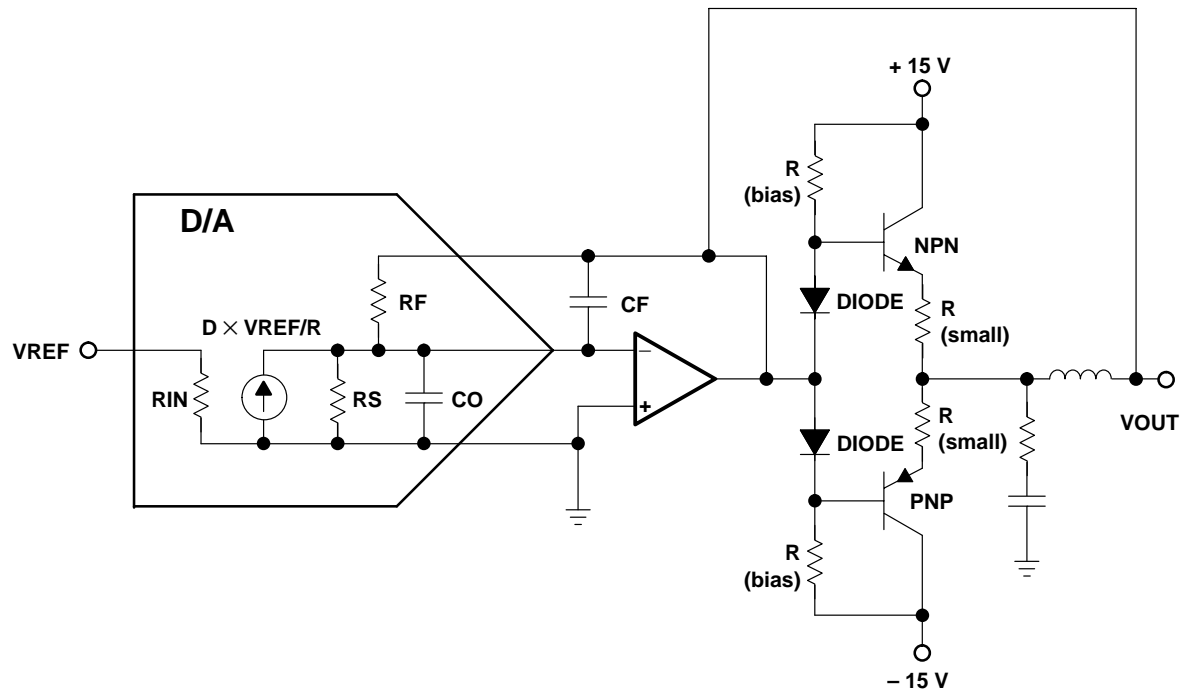 + 15 V
R
(bias)
D/A
NPN
RF
CF
DIODE
R
(small)
D × VREF/R
VREF
−
RIN
RS
CO
+
VOUT
R
(small)
DIODE
PNP
R
(bias)
– 15 V